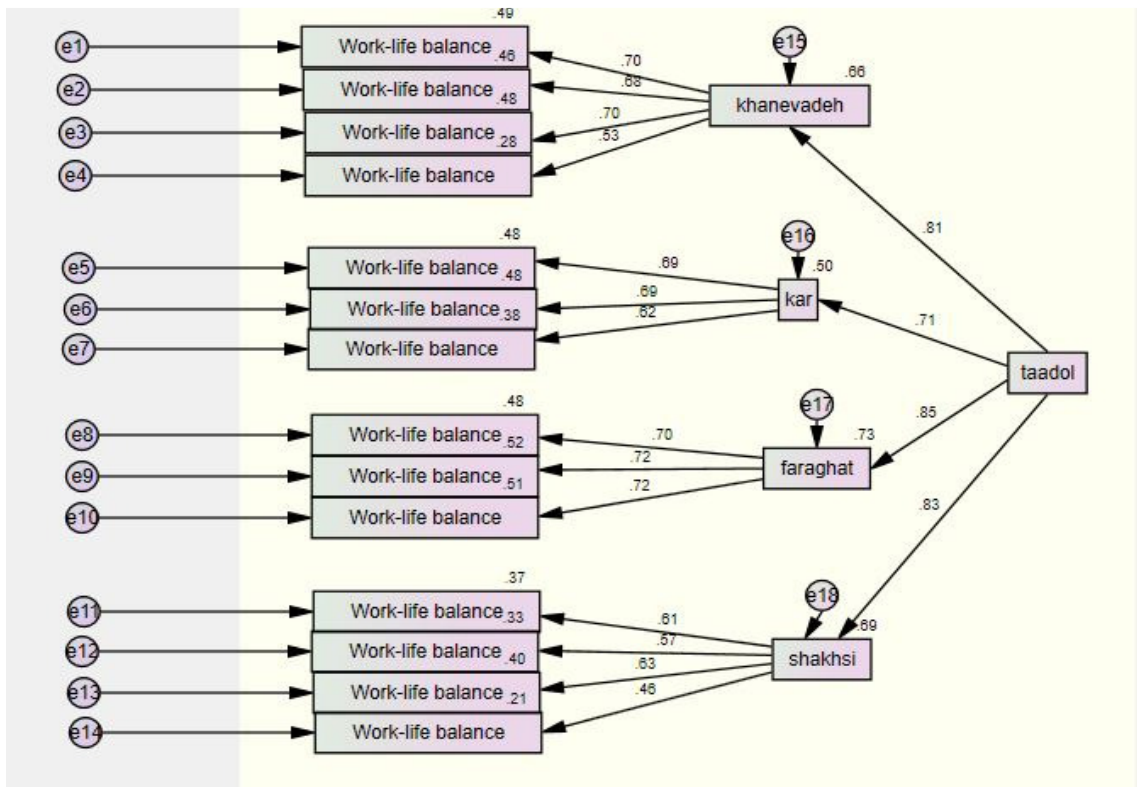 .49
e1 Work-life balance .46
e2 Work-life balance .48
e3 Work-life balance .28
e4 Work-life balance
.70
.68
.70
.53
e15
.66
khanevadeh
.81
.48
e5 Work-life balance .48
e6 Work-life balance .38
e7 Work-life balance
.69
.69
.62
e16
.50
kar
.71
taadol
.48
e8 Work-life balance .52
e9 Work-life balance .51
e10 Work-life balance
.70
.72
.72
e17
.73
faraghat
.85
.83
.37
e11 Work-life balance .33
e12 Work-life balance .40
e13 Work-life balance .21
e14 Work-life balance
.61
.57
.63
.46
e18
.69
shakhsi